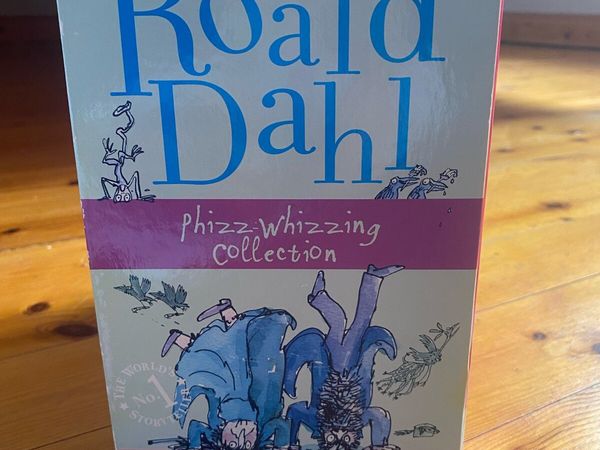 Roald
Dahl
Phizz-Whizzing
Collection
THE WORLD'S
No. 1
STORYTELLER